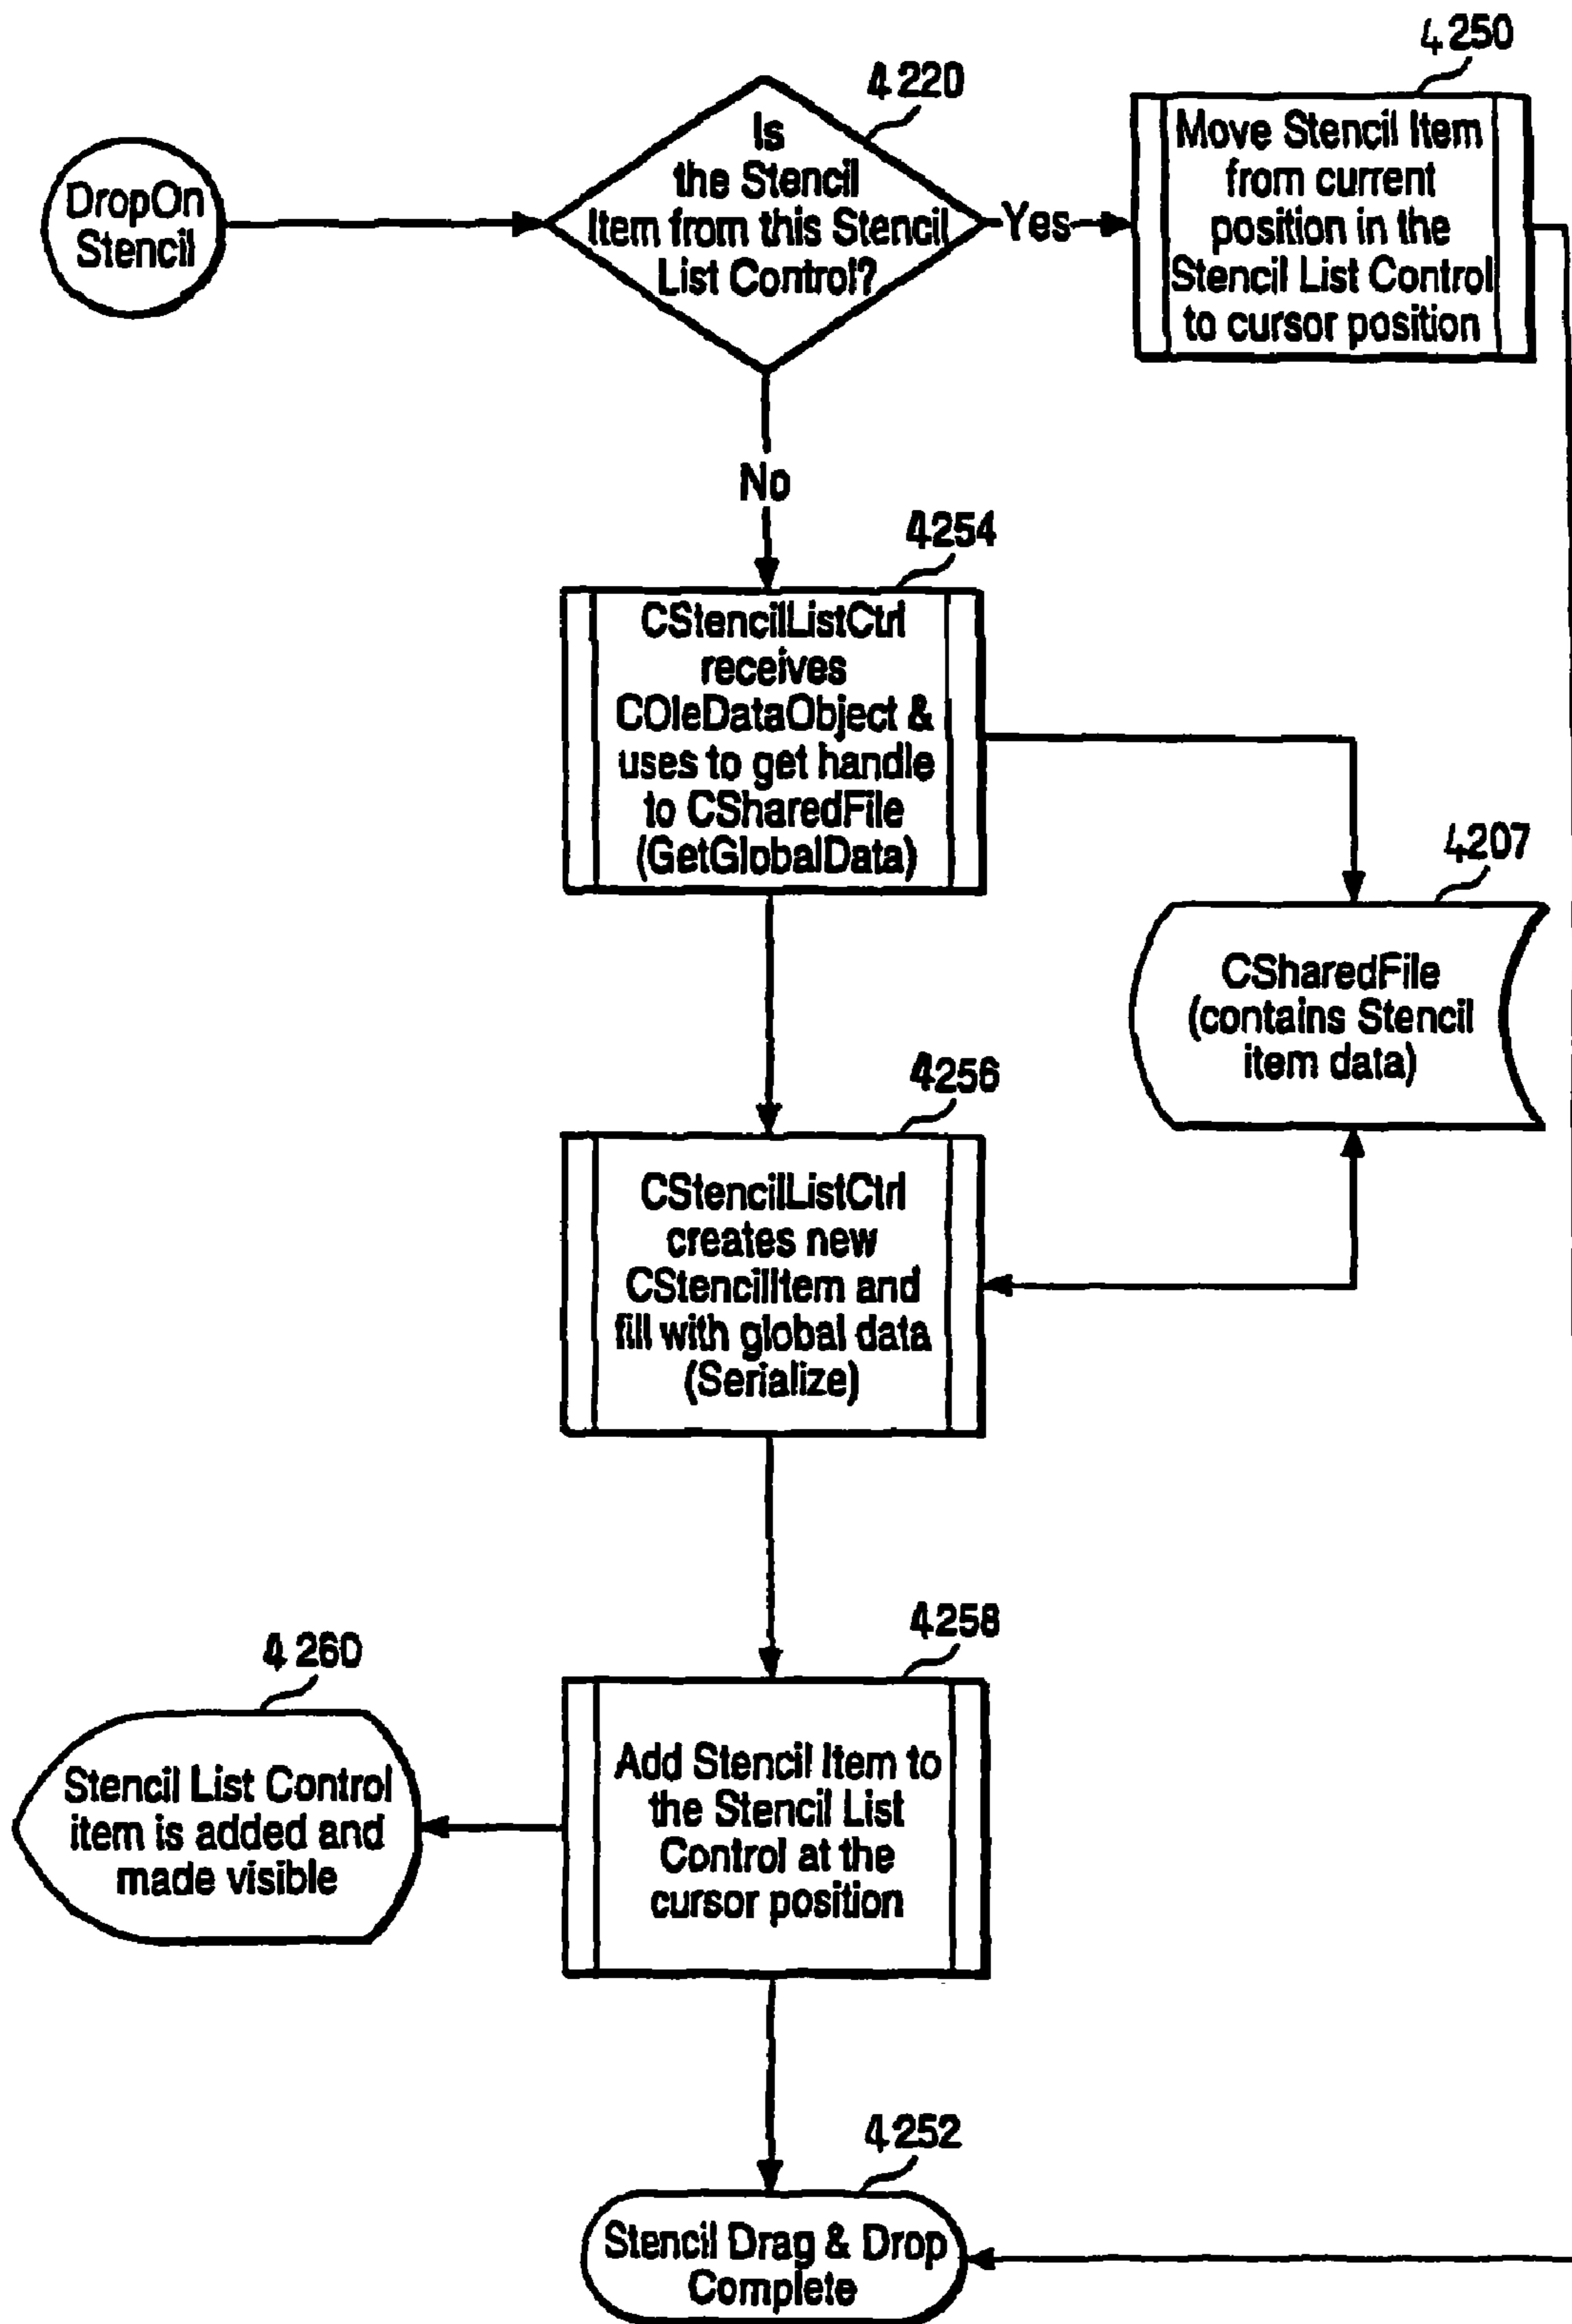 4250
4220
DropOn
Stencil
Is
the Stencil
Item from this Stencil
List Control?
Yes
Move Stencil Item
from current
position in the
Stencil List Control
to cursor position
No
4254
CStencilListCtrl
receives
COleDataObject &
uses to get handle
to CSharedFile
(GetGlobalData)
4207
CSharedFile
(contains Stencil
item data)
4256
CStencilListCtrl
creates new
CStencilItem and
fill with global data
(Serialize)
4258
4260
Stencil List Control
item is added and
made visible
Add Stencil Item to
the Stencil List
Control at the
cursor position
4252
Stencil Drag & Drop
Complete